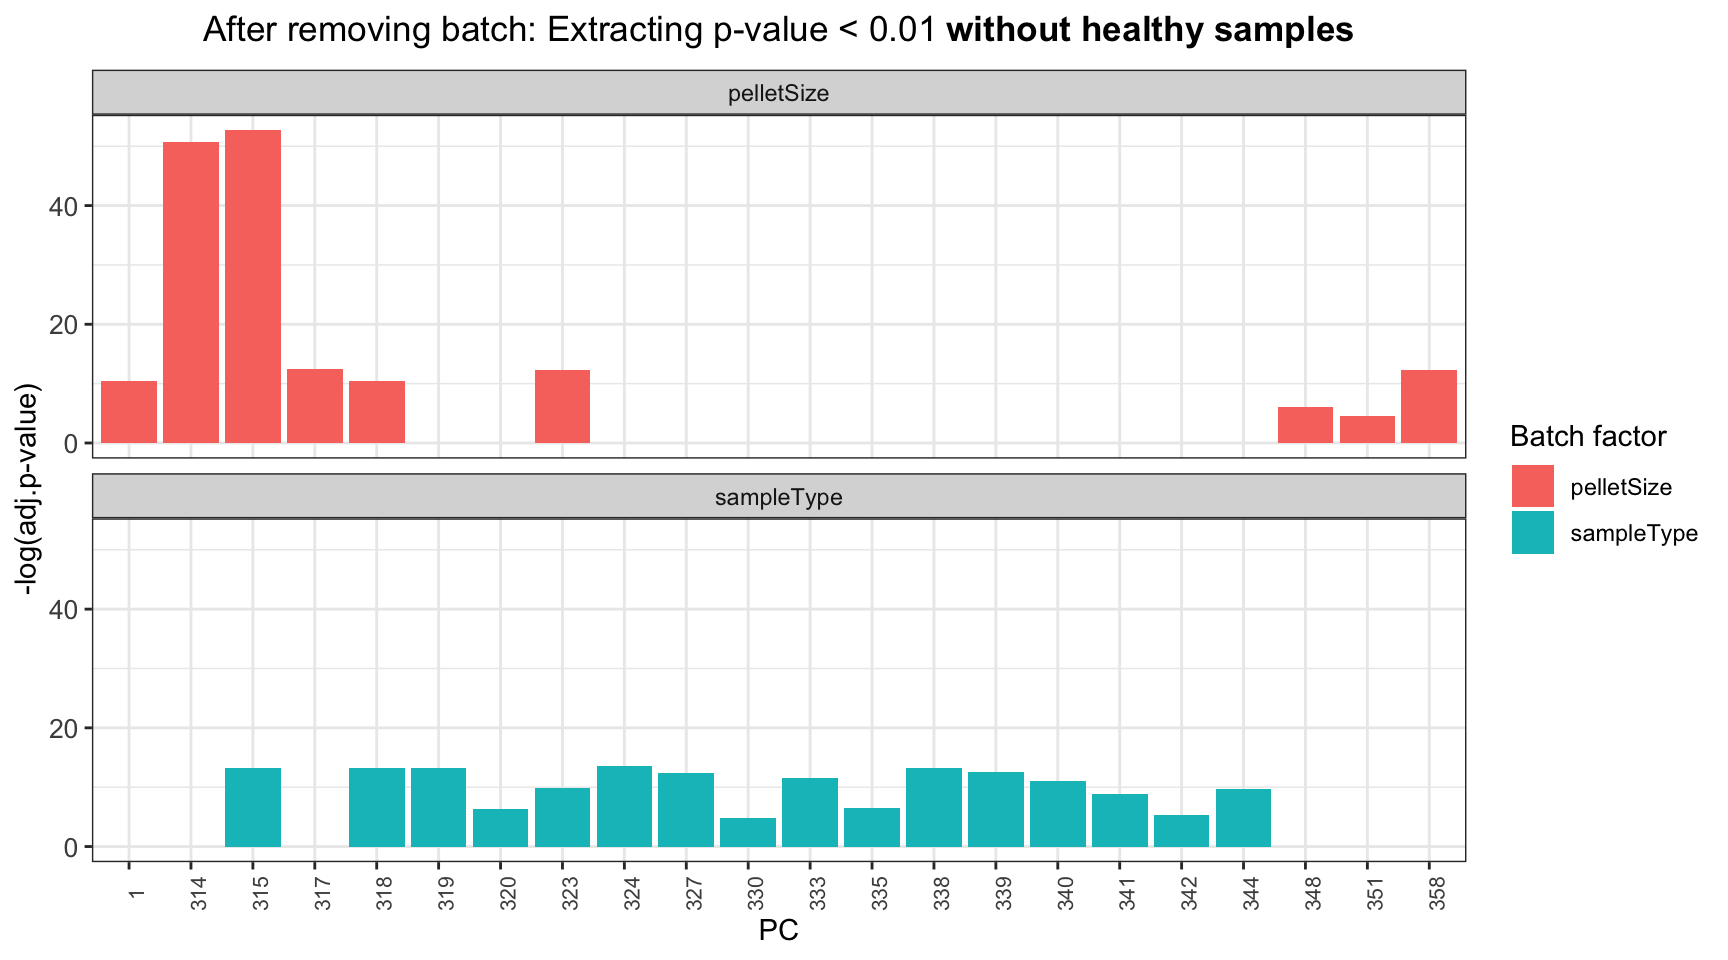 After removing batch: Extracting p-value < 0.01 without healthy samples
pelletSize
40
20
0
sampleType
40
20
0
-log(adj.p-value)
1 314 315 317 318 319 320 323 324 327 330 333 335 338 339 340 341 342 344 348 351 358
PC
Batch factor
pelletSize
sampleType